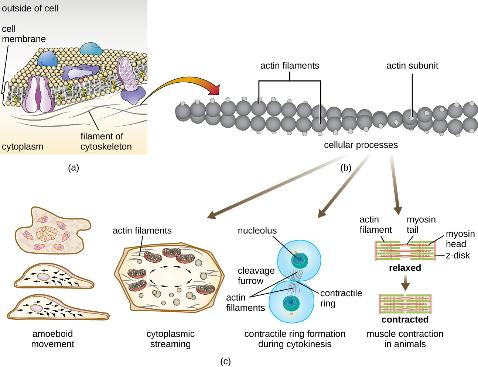 outside of cell
cell
membrane
cytoplasm
filament of
cytoskeleton
(a)
actin filaments
actin subunit
cellular processes
(b)
actin filaments
nucleolus
cleavage
furrow
actin
filaments
contractile
ring
actin
filament
myosin
tail
myosin
head
z-disk
relaxed
contracted
amoeboid
movement
cytoplasmic
streaming
contractile ring formation
during cytokinesis
muscle contraction
in animals
(c)